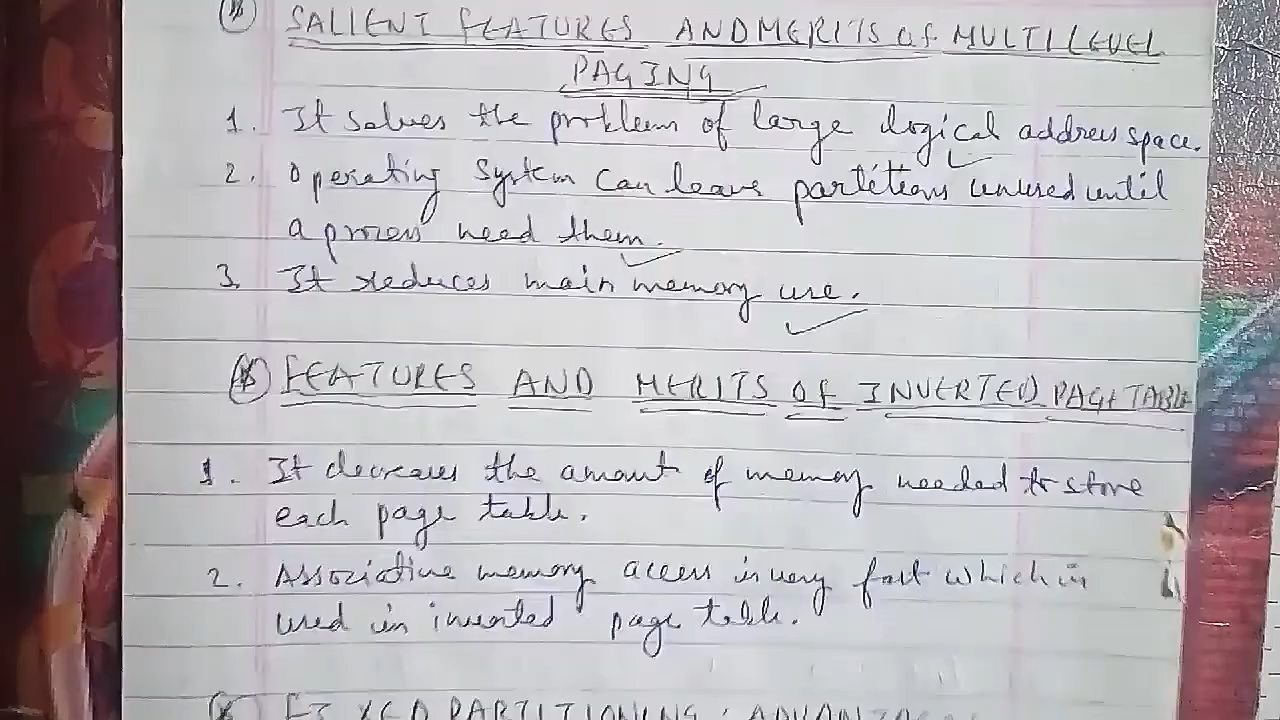 SALIENT FEATURES AND MERITS OF MULTILEVEL
PAGING
1. It solves the problem of large logical address space.
2. Operating System can leave partitions unused until
a process need them.
3. It reduces main memory use.
FEATURES AND MERITS OF INVERTED PAGE TABLE
1. It decreases the amount of memory needed to store
each page table.
2. Associative memory access is very fast which is
used in inverted page table.
FIXED PARTITIONING: